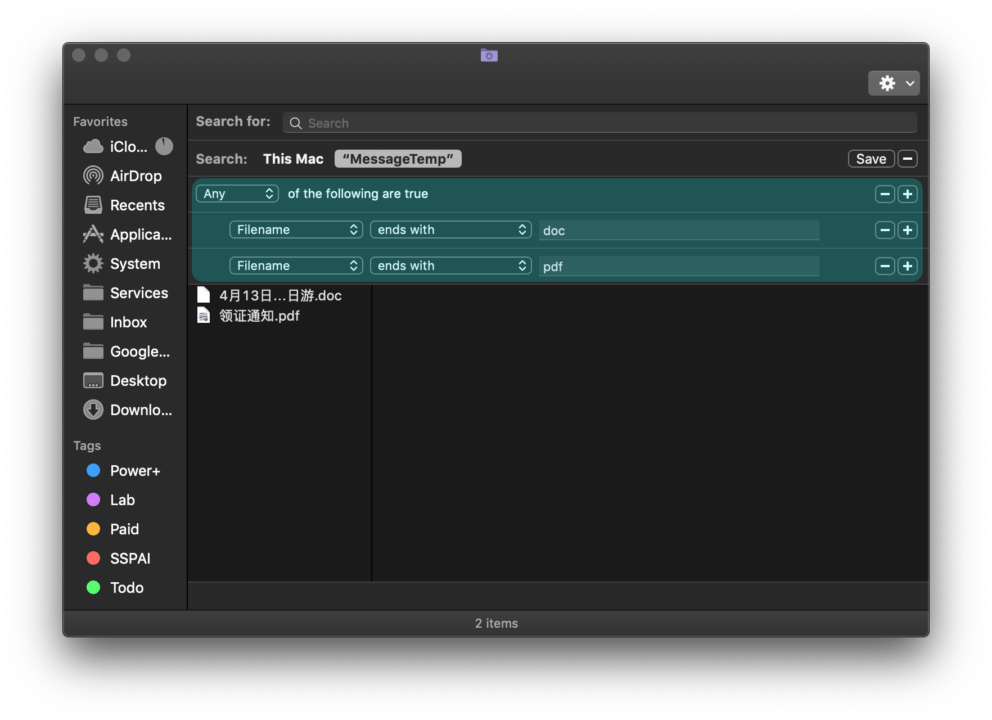 Favorites
iClo...
AirDrop
Recents
Applica...
System
Services
Inbox
Google...
Desktop
Downlo...
Tags
Power+
Lab
Paid
SSPAI
Todo
Search for: Search
Search: This Mac “MessageTemp” Save
Any of the following are true
Filename ends with doc
Filename ends with pdf
4月13日...日游.doc
领证通知.pdf
2 items